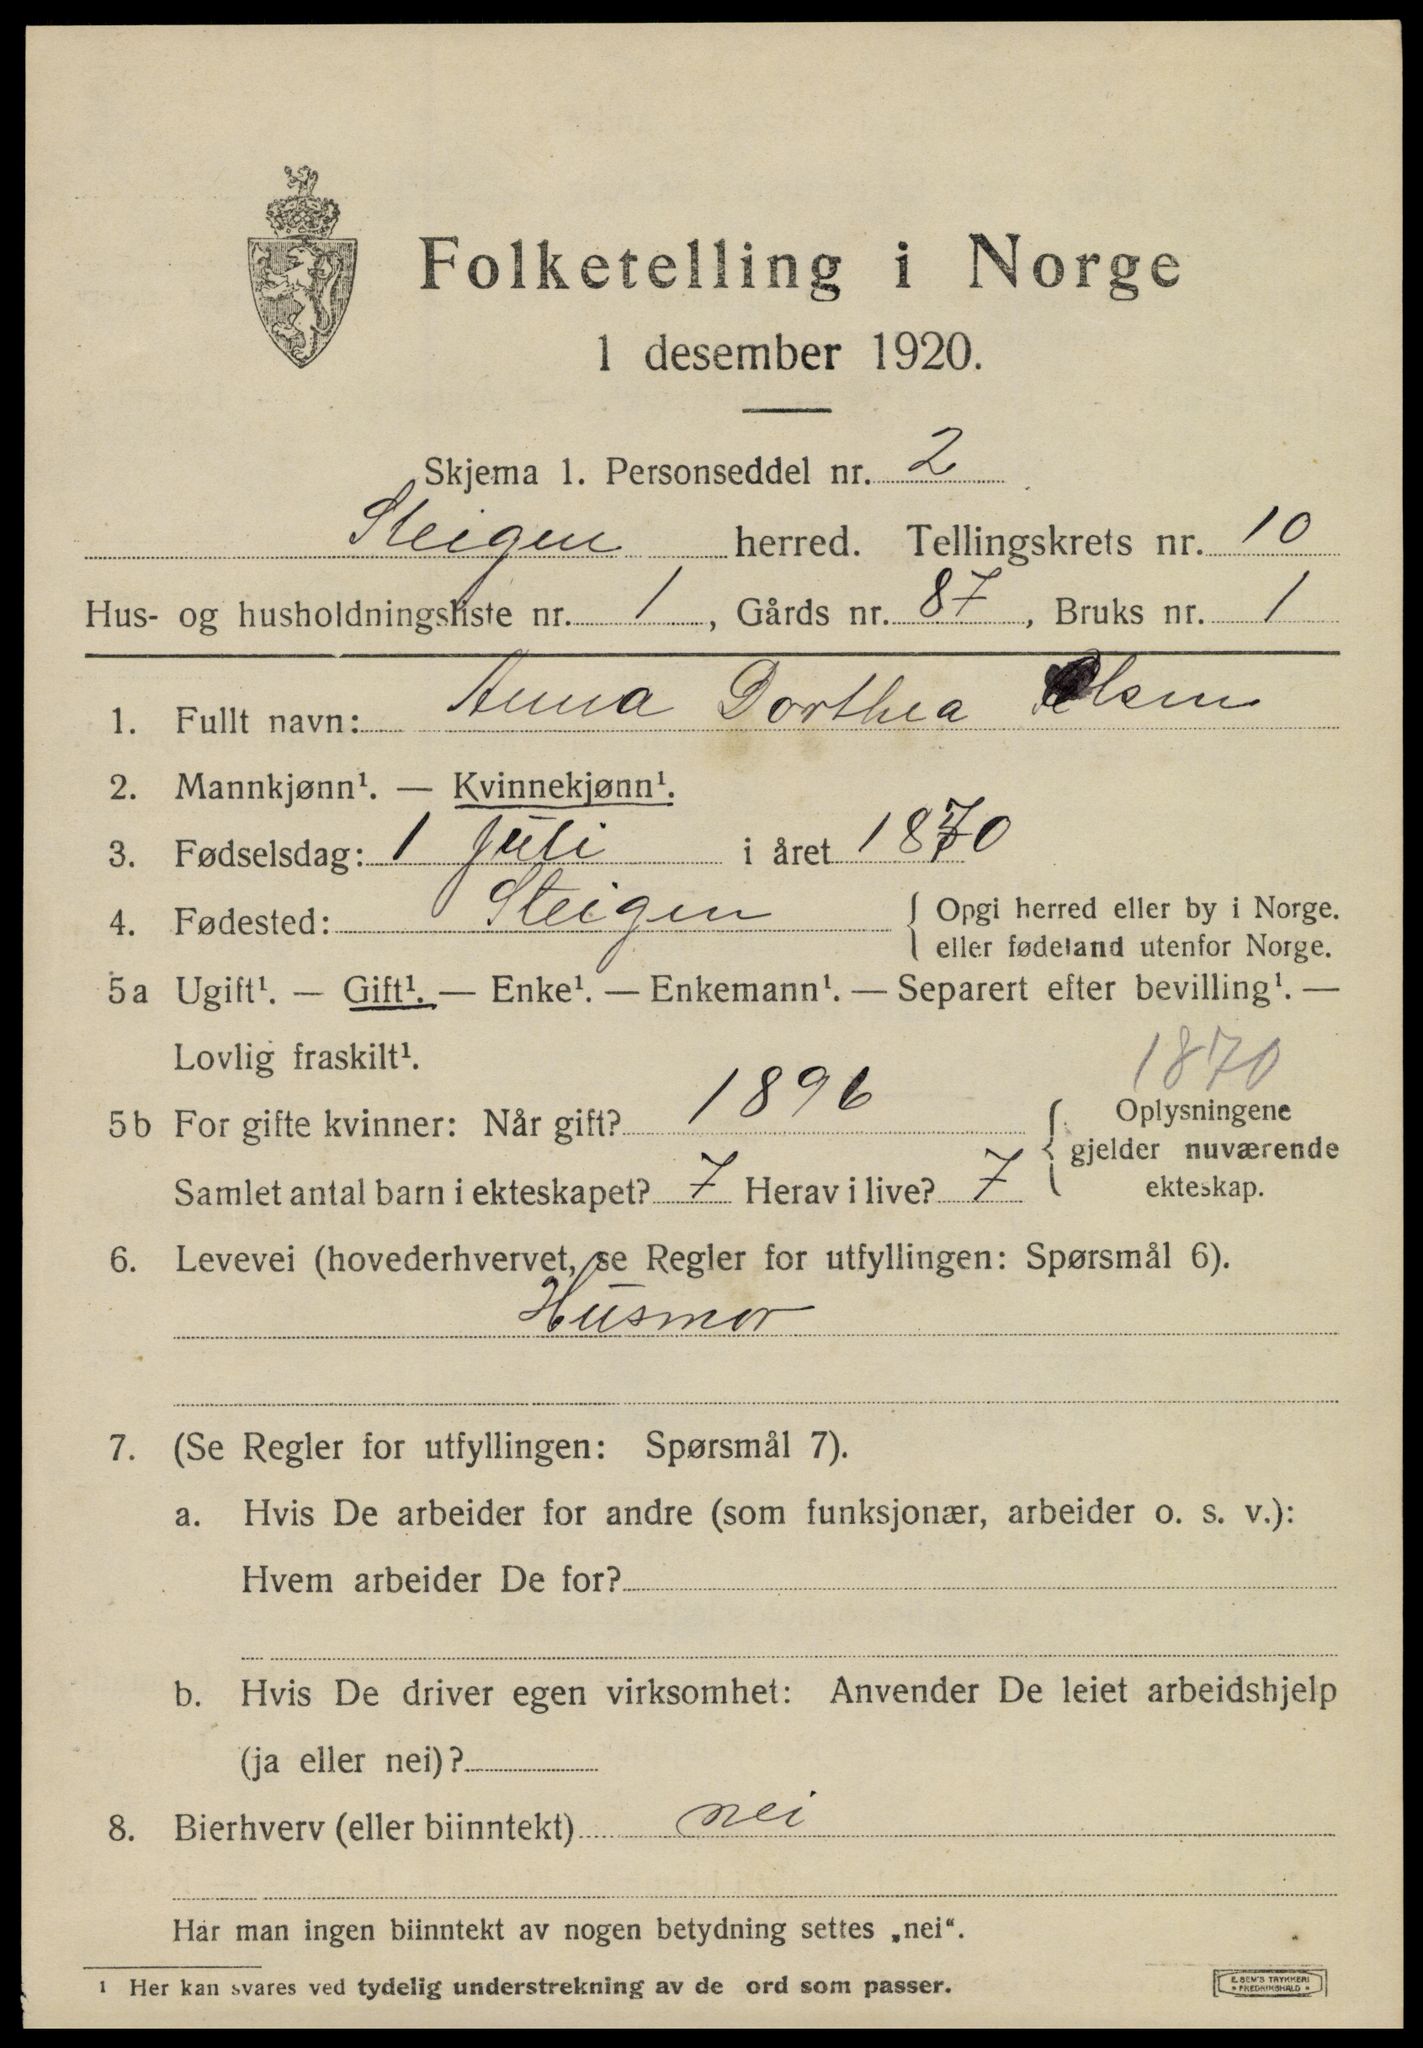 Folketelling i Norge
1 desember 1920.
Skjema 1. Personseddel nr. 2
Steigen herred. Tellingskrets nr. 10
Hus- og husholdningsliste nr. 1, Gårds nr. 87, Bruks nr. 1
1. Fullt navn: Anna Dorthea Olsen
2. Mannkjønn¹. — Kvinnekjønn¹.
3. Fødselsdag: 1 Juli i året 1870
4. Fødested: Steigen { Opgi herred eller by i Norge.
eller fødeland utenfor Norge.
5a Ugift¹. — Gift¹. — Enke¹. — Enkemann¹. — Separert efter bevilling¹. —
Lovlig fraskilt¹.
1870
5b For gifte kvinner: Når gift? 1896 { Oplysningene
gjelder nuværende
Samlet antal barn i ekteskapet? 7 Herav i live? 7
ekteskap.
6. Levevei (hovederhvervet, se Regler for utfyllingen: Spørsmål 6).
Husmor
7. (Se Regler for utfyllingen: Spørsmål 7).
a. Hvis De arbeider for andre (som funksjonær, arbeider o. s. v.):
Hvem arbeider De for?
b. Hvis De driver egen virksomhet: Anvender De leiet arbeidshjelp
(ja eller nei)?
8. Bierhverv (eller biinntekt) nei
Har man ingen biinntekt av nogen betydning settes „nei“.
¹ Her kan svares ved tydelig understrekning av de ord som passer.
E. SEM'S TRYKKERI
• FREDRIKSHALD •